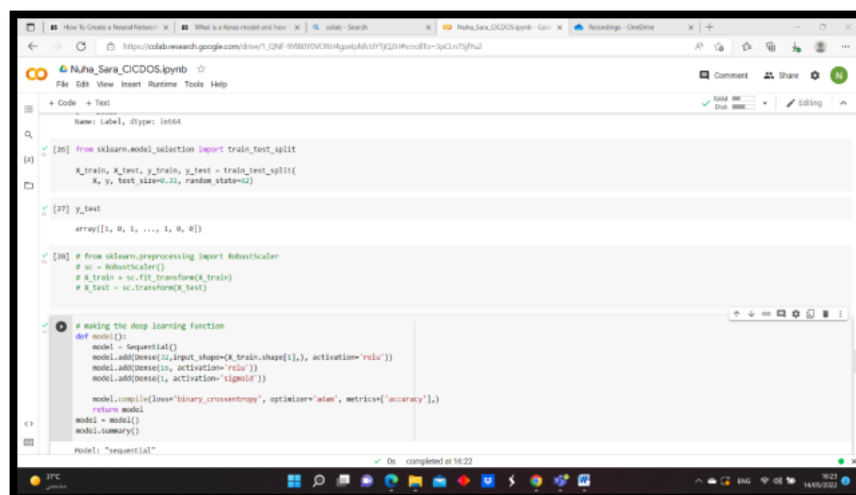 How To Create a Neural Network
What is a Keras model and how
colab - Search
Nuha_Sara_CICDOS.ipynb - Cola
Recordings - OneDrive
Nuha_Sara_CICDOS.ipynb
Comment
Share
N
File Edit View Insert Runtime Tools Help
+ Code + Text
RAM
Disk
Editing
Name: Label, dtype: int64
[26] from sklearn.model_selection import train_test_split
X_train, X_test, y_train, y_test = train_test_split(
X, y, test_size=0.33, random_state=42)
[27] y_test
array([1, 0, 1, ..., 1, 0, 0])
[28] # from sklearn.preprocessing import RobustScaler
# sc = RobustScaler()
# X_train = sc.fit_transform(X_train)
# X_test = sc.transform(X_test)
# making the deep learning function
def model():
model = Sequential()
model.add(Dense(32,input_shape=(X_train.shape[1],), activation='relu'))
model.add(Dense(16, activation='relu'))
model.add(Dense(1, activation='sigmoid'))
model.compile(loss='binary_crossentropy', optimizer='adam', metrics=['accuracy'],)
return model
model = model()
model.summary()
Model: "sequential"
0s completed at 16:22
37°C
ENG
16:23
14/05/2022